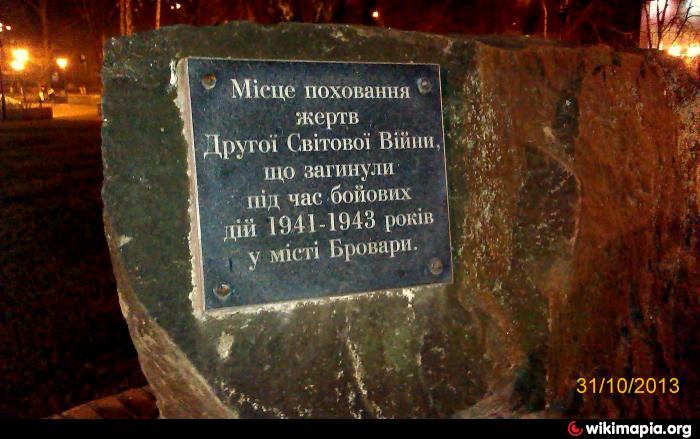 Місце поховання
жертв
Другої Світової Війни,
що загинули
під час бойових
дій 1941-1943 років
у місті Бровари.
31/10/2013
wikimapia.org